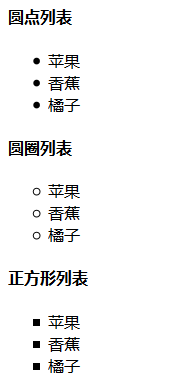 圆点列表
• 苹果
• 香蕉
• 橘子
圆圈列表
○ 苹果
○ 香蕉
○ 橘子
正方形列表
■ 苹果
■ 香蕉
■ 橘子